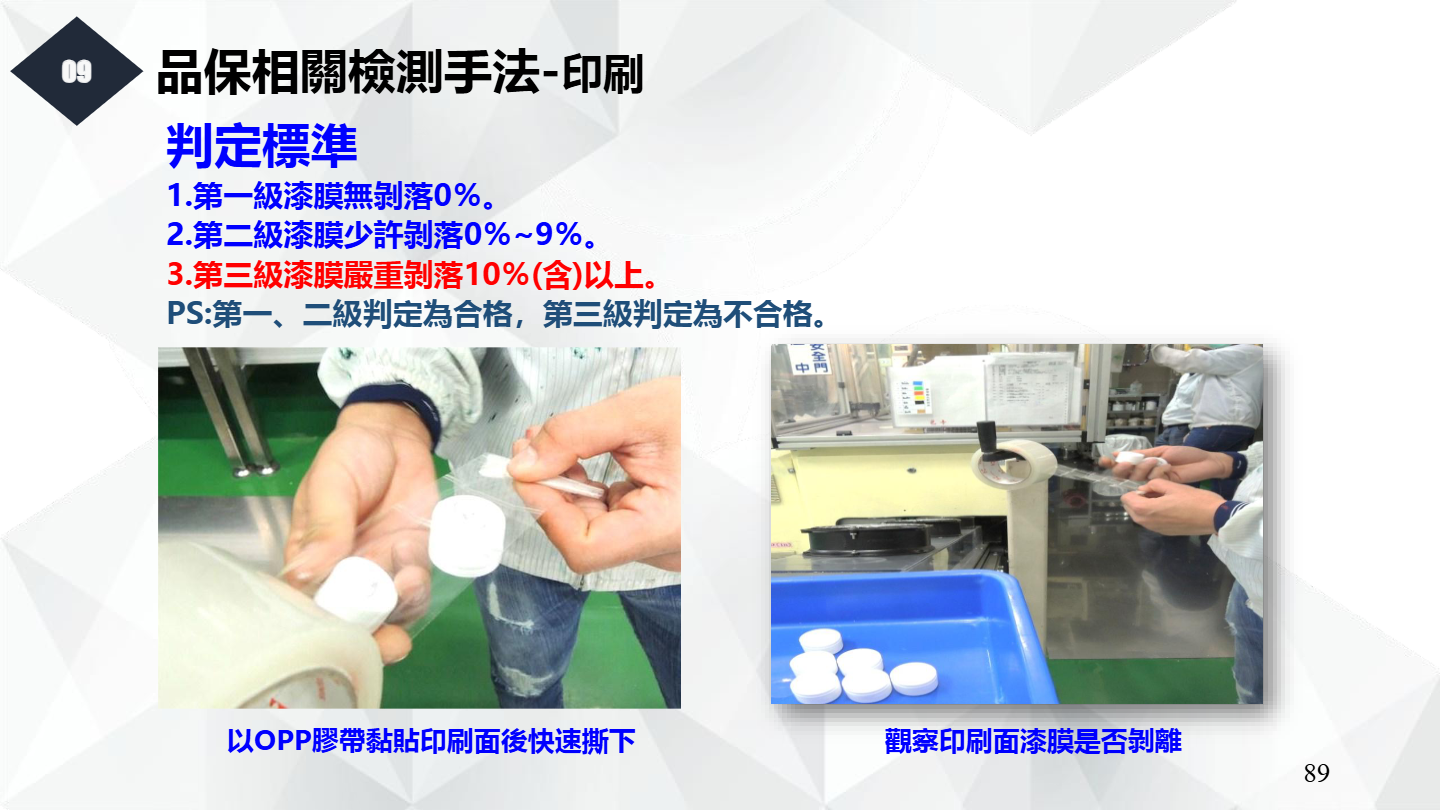 09
品保相關檢測手法-印刷
判定標準
1.第一級漆膜無剝落0%。
2.第二級漆膜少許剝落0%~9%。
3.第三級漆膜嚴重剝落10%(含)以上。
PS:第一、二級判定為合格，第三級判定為不合格。
安全門
中
以OPP膠帶黏貼印刷面後快速撕下
觀察印刷面漆膜是否剝離
89